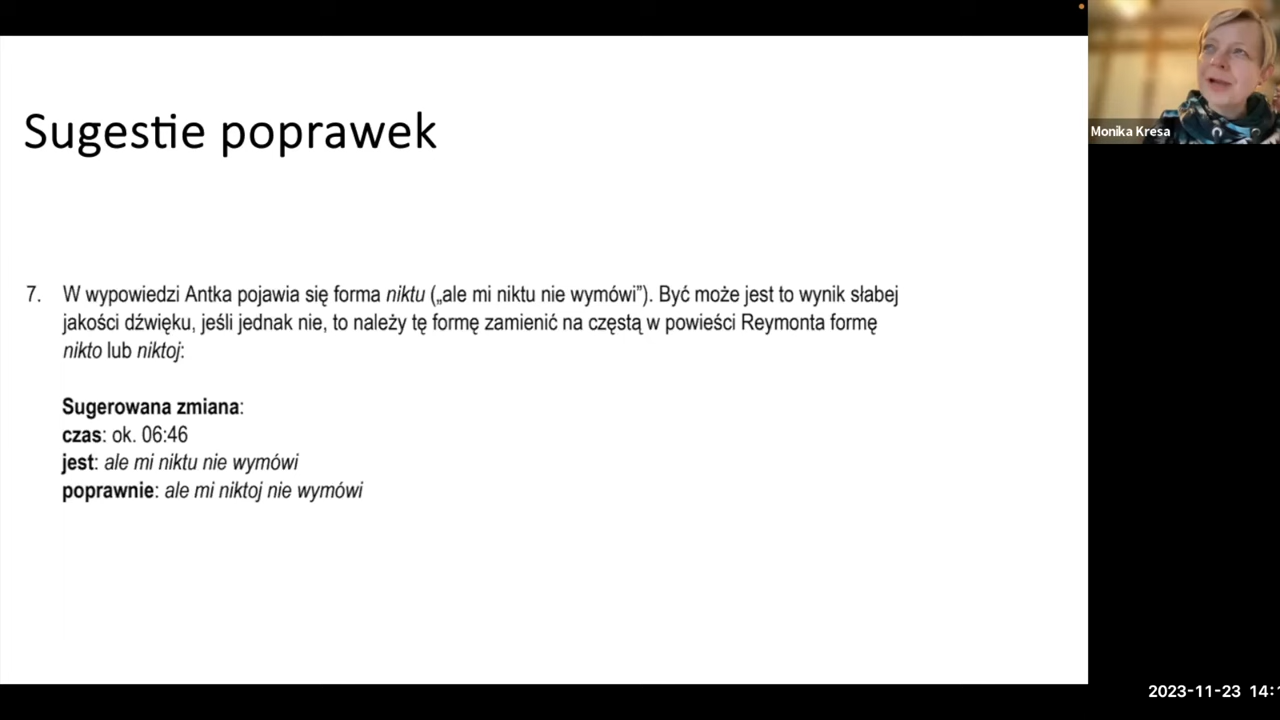 Sugestie poprawek
Monika Kresa
7. W wypowiedzi Antka pojawia się forma niktu („ale mi niktu nie wymówi”). Być może jest to wynik słabej
jakości dźwięku, jeśli jednak nie, to należy tę formę zamienić na częstą w powieści Reymonta formę
nikto lub niktoj:
Sugerowana zmiana:
czas: ok. 06:46
jest: ale mi niktu nie wymówi
poprawnie: ale mi niktoj nie wymówi
2023-11-23 14: